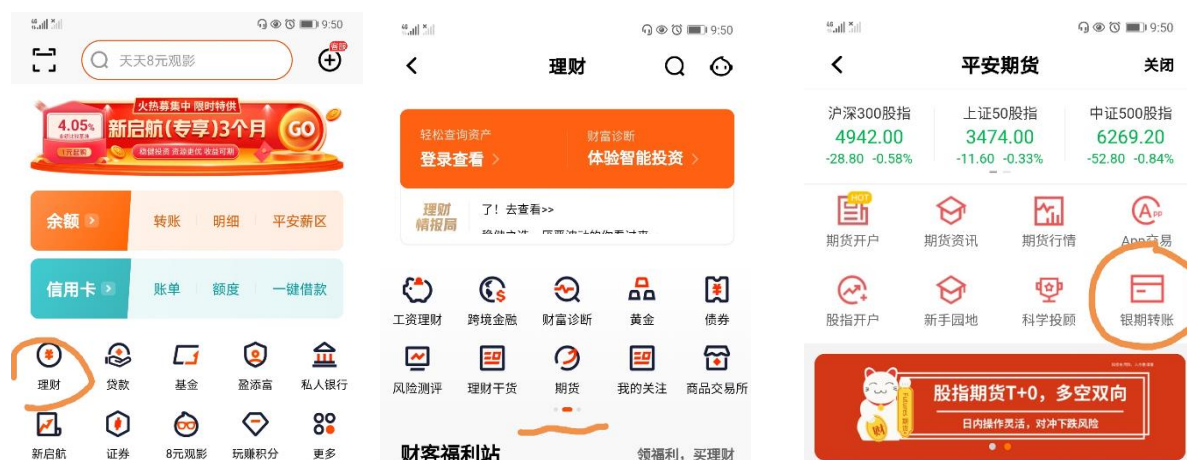 9:50
天天8元观影
火热募集中 限时特供
4.05%
新启航(专享)3个月
GO
稳健投资 资源更优 收益可期
余额
转账
明细
平安薪区
信用卡
账单
额度
一键借款
理财
贷款
基金
盈添富
私人银行
新启航
证券
8元观影
玩赚积分
更多
9:50
理财
轻松查询资产
财富诊断
登录查看
体验智能投资
理财情报局
了！去查看>>
工资理财
跨境金融
财富诊断
黄金
债券
风险测评
理财干货
期货
我的关注
商品交易所
财客福利站
领福利，买理财
9:50
平安期货
关闭
沪深300股指
上证50股指
中证500股指
4942.00
3474.00
6269.20
-28.80 -0.58%
-11.60 -0.33%
-52.80 -0.84%
HOT
App
期货开户
期货资讯
期货行情
App交易
股指开户
新手园地
科学投顾
银期转账
股指期货T+0，多空双向
日内操作灵活，对冲下跌风险